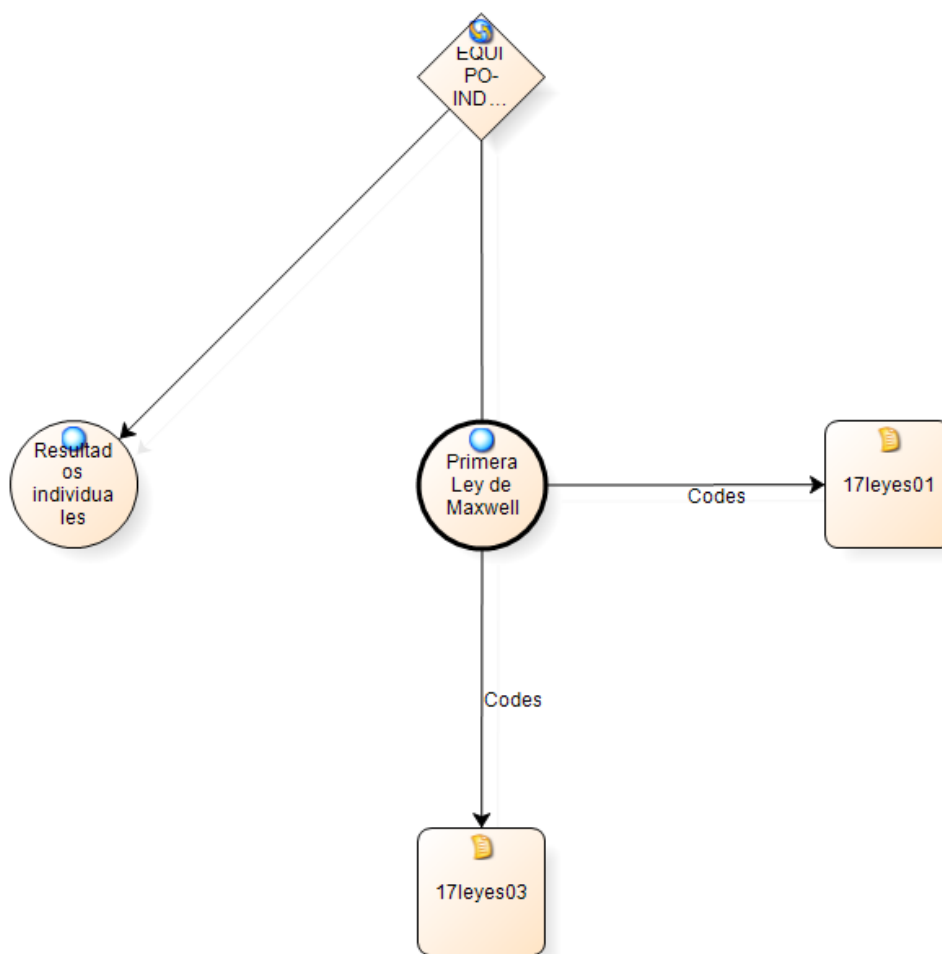 EQUI
PO-
IND...
Resultad
os
individua
les
Primera
Ley de
Maxwell
Codes
17leyes01
Codes
17leyes03